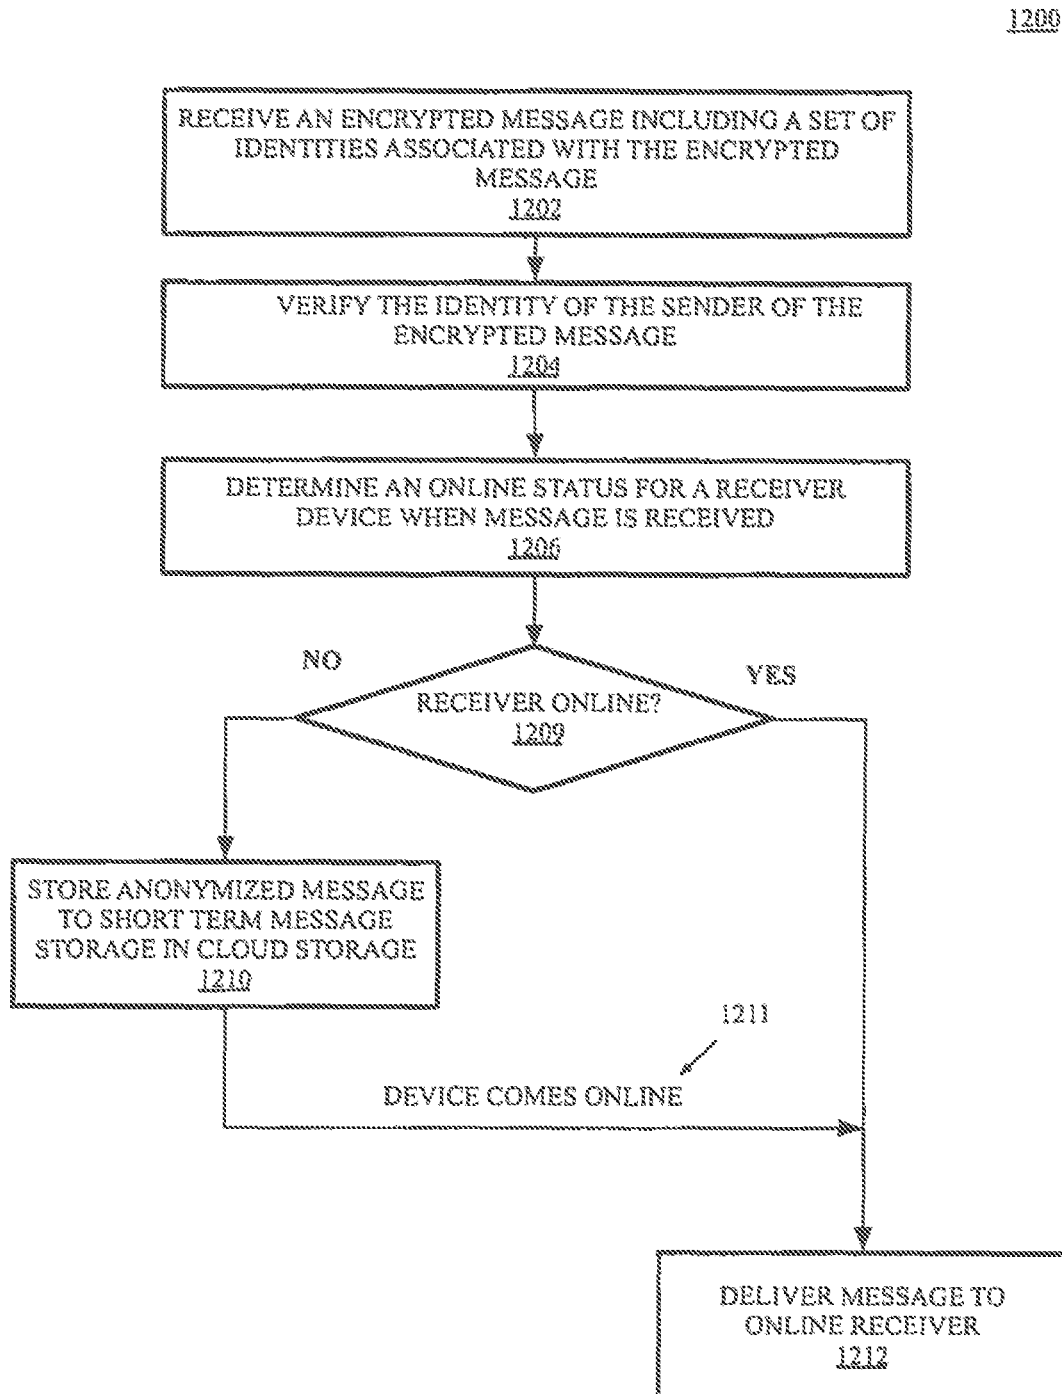 1200
RECEIVE AN ENCRYPTED MESSAGE INCLUDING A SET OF
IDENTITIES ASSOCIATED WITH THE ENCRYPTED
MESSAGE
1202
VERIFY THE IDENTITY OF THE SENDER OF THE
ENCRYPTED MESSAGE
1204
DETERMINE AN ONLINE STATUS FOR A RECEIVER
DEVICE WHEN MESSAGE IS RECEIVED
1206
NO
YES
RECEIVER ONLINE?
1209
STORE ANONYMIZED MESSAGE
TO SHORT TERM MESSAGE
STORAGE IN CLOUD STORAGE
1210
1211
DEVICE COMES ONLINE
DELIVER MESSAGE TO
ONLINE RECEIVER
1212